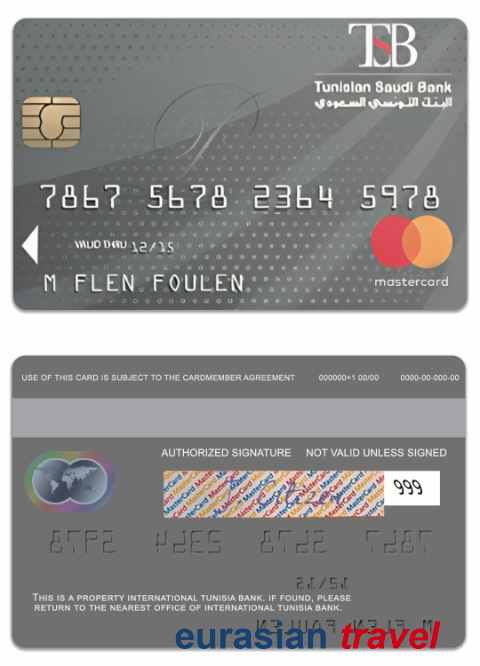 TSB
Tunisian Saudi Bank
البنك التونسي السعودي
7867 5678 2364 5978
VALID THRU 12/15
M FLEN FOULEN
mastercard
USE OF THIS CARD IS SUBJECT TO THE CARDMEMBER AGREEMENT 000000+1 00/00 0000-00-000-00
AUTHORIZED SIGNATURE NOT VALID UNLESS SIGNED
MasterCard MasterCard MasterCard
999
THIS IS A PROPERTY INTERNATIONAL TUNISIA BANK. IF FOUND, PLEASE
RETURN TO THE NEAREST OFFICE OF INTERNATIONAL TUNISIA BANK.
eurasian travel